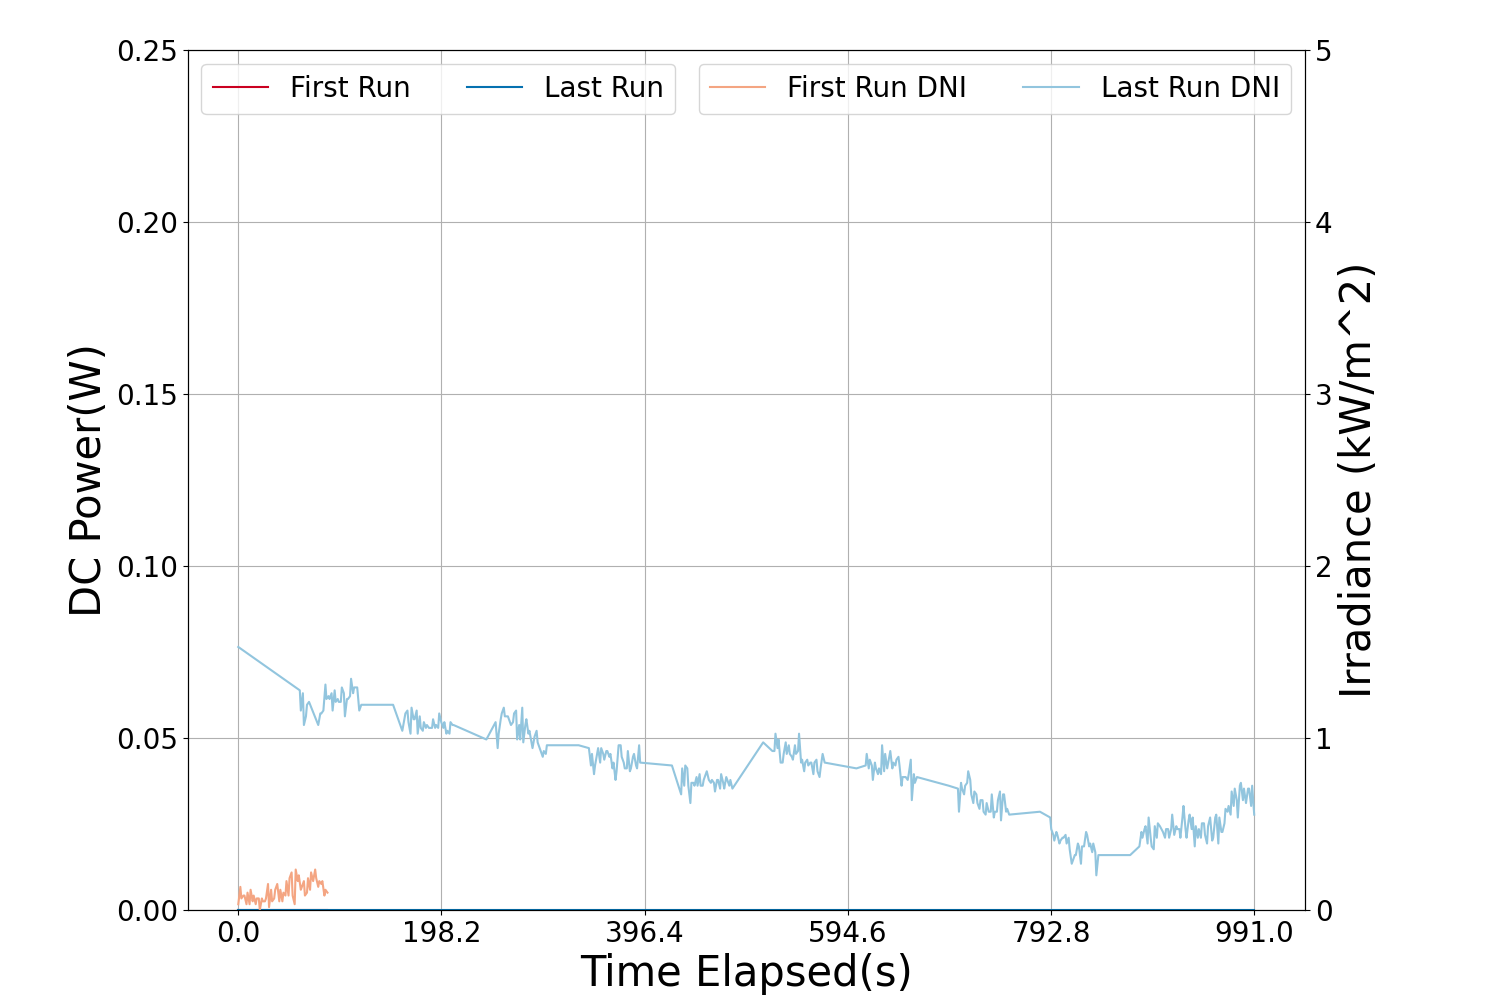 First Run
Last Run
First Run DNI
Last Run DNI
0.25
0.20
0.15
0.10
0.05
0.00
DC Power(W)
5
4
3
2
1
0
Irradiance (kW/m^2)
0.0
198.2
396.4
594.6
792.8
991.0
Time Elapsed(s)